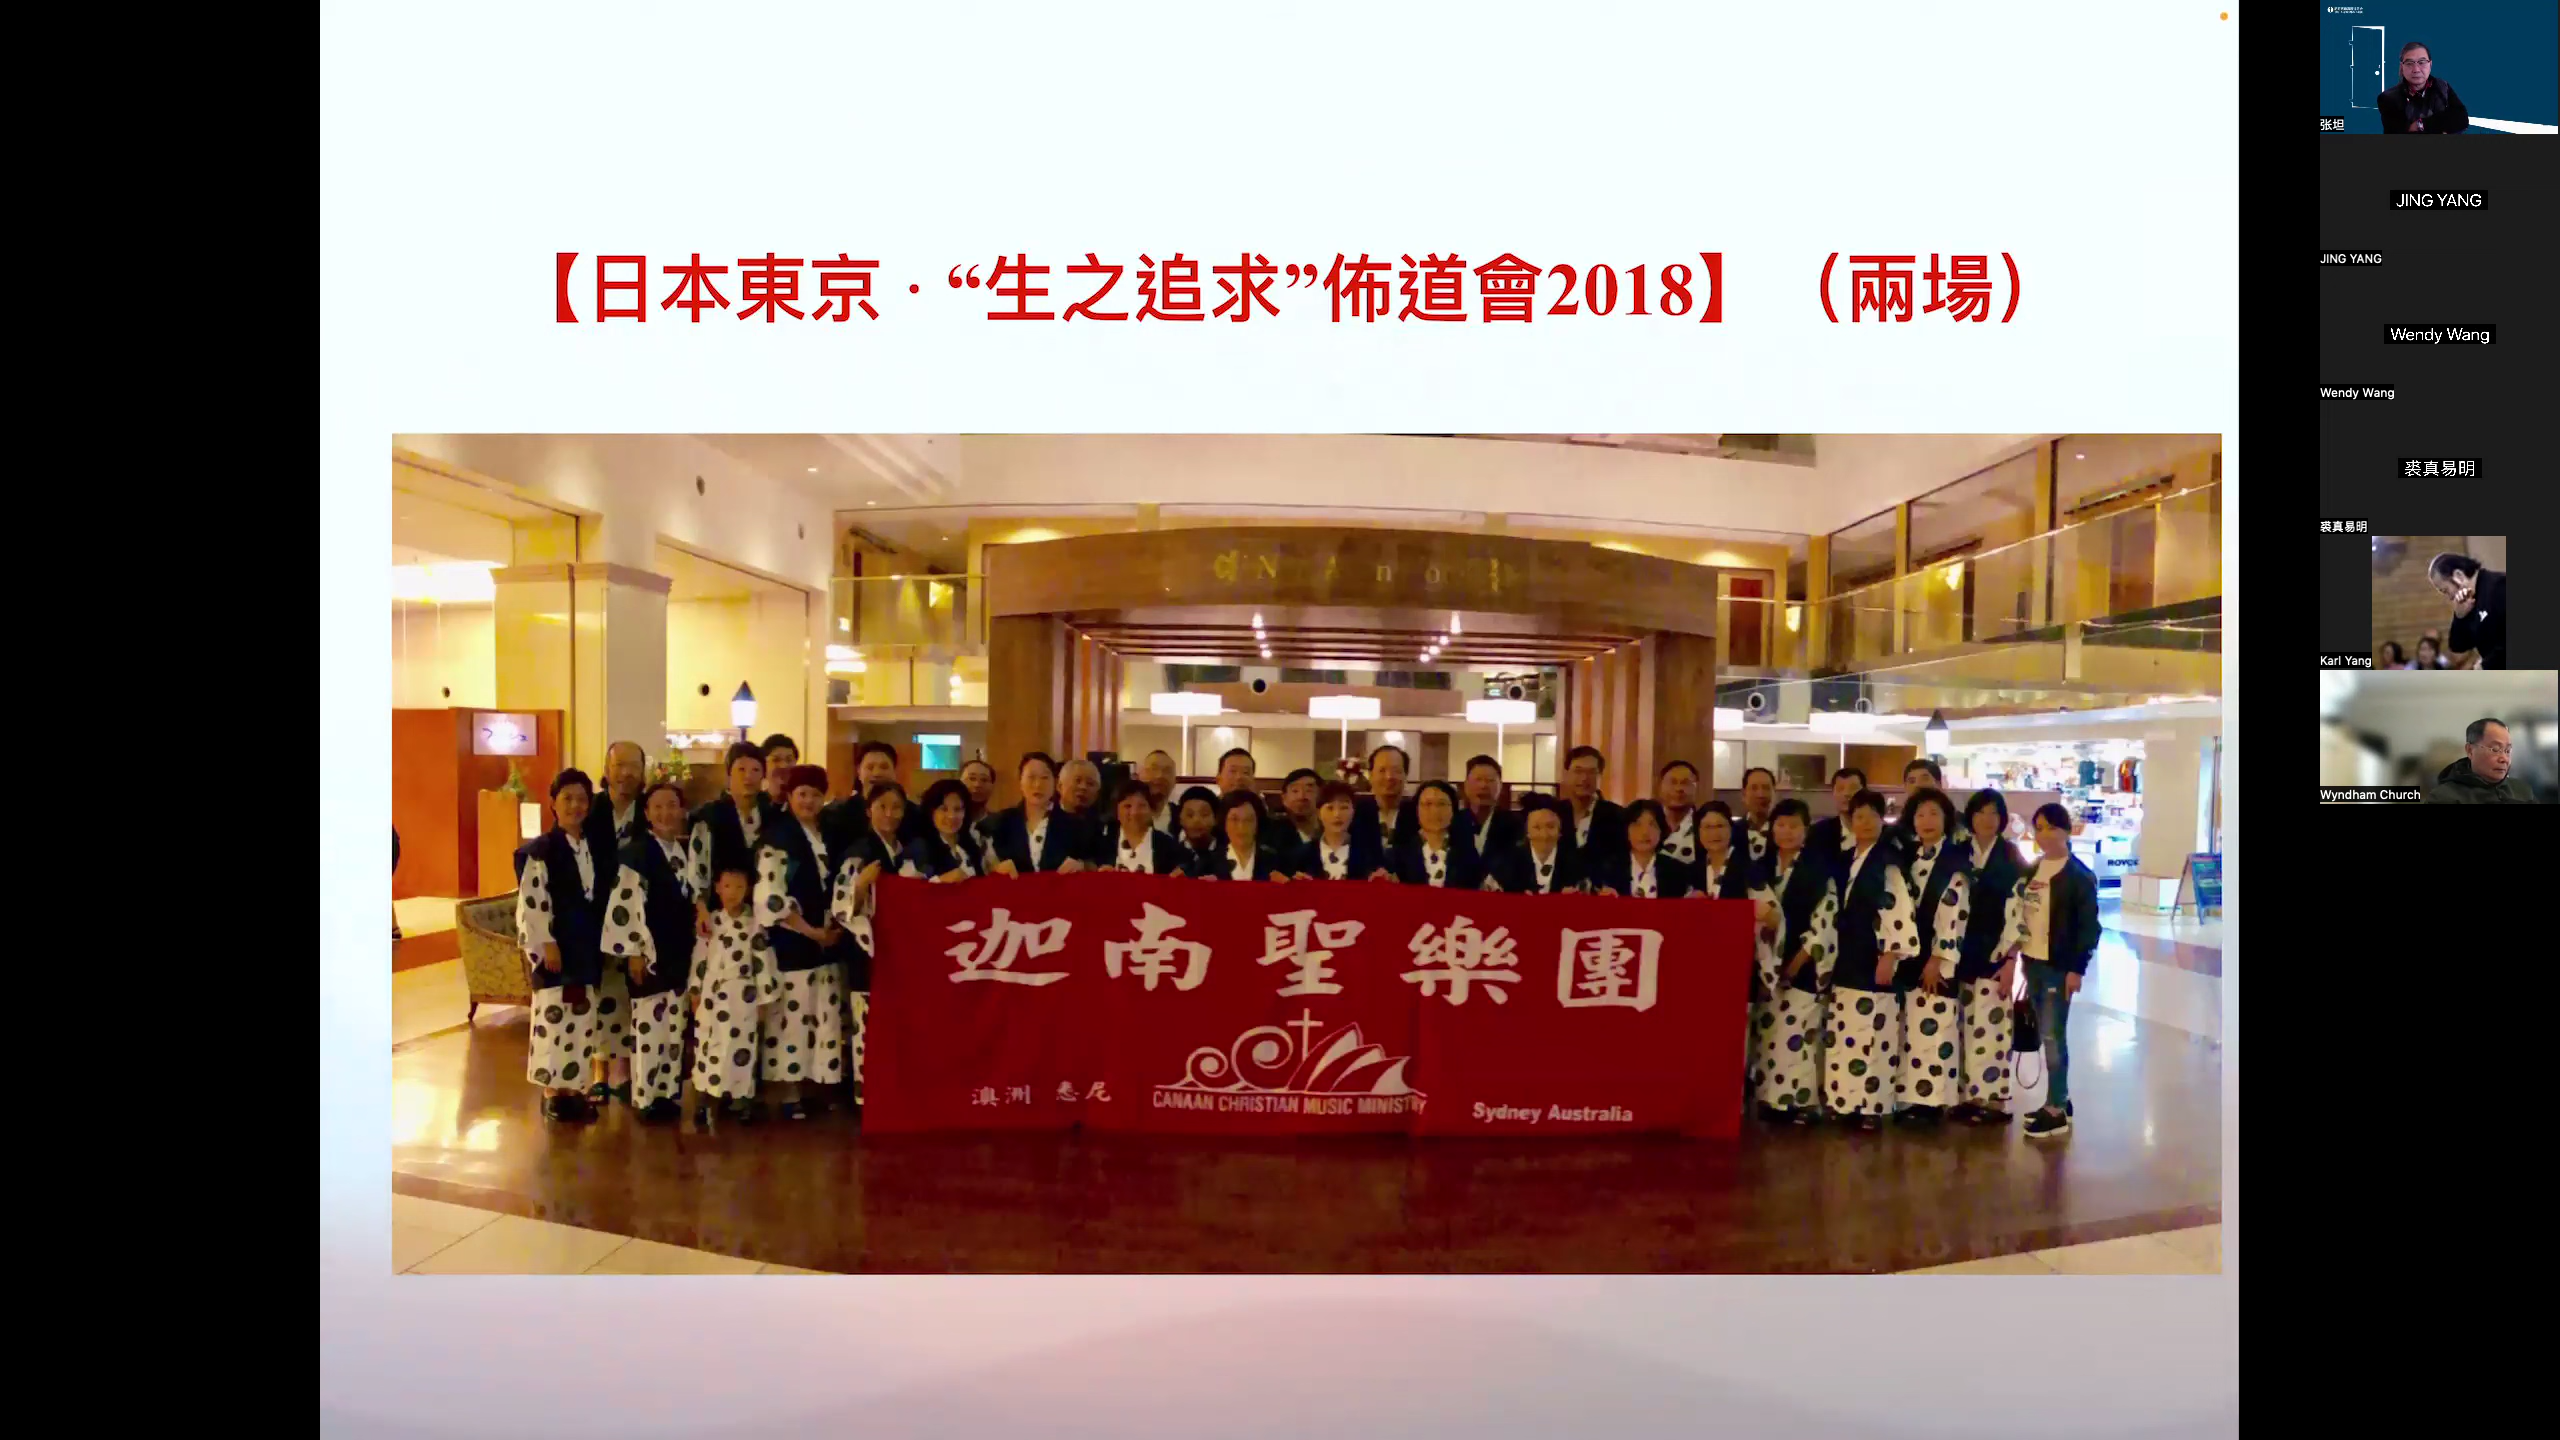 【日本東京 · “生之追求”佈道會2018】（兩場）
迦南聖樂團
澳洲 悉尼
CANAAN CHRISTIAN MUSIC MINISTRY
Sydney Australia
张坦
JING YANG
JING YANG
Wendy Wang
Wendy Wang
裘真易明
裘真易明
Karl Yang
Wyndham Church